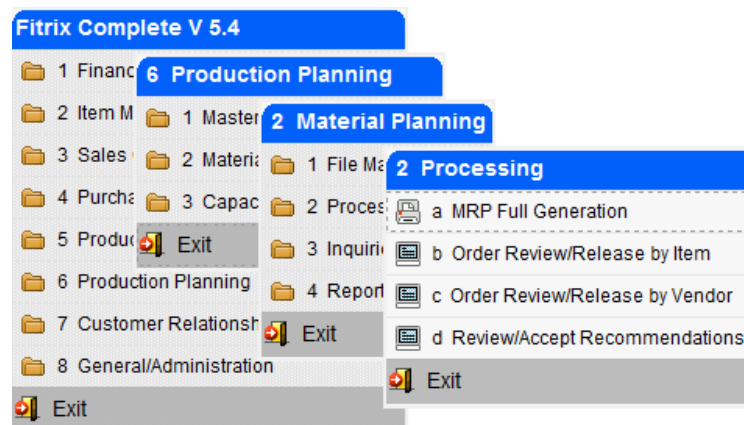 Fitrix Complete V 5.4
1 Financ
2 Item M
3 Sales
4 Purcha
5 Produc
6 Production Planning
7 Customer Relationsh
8 General/Administration
Exit
6 Production Planning
1 Master
2 Materia
3 Capac
Exit
2 Material Planning
1 File Ma
2 Proces
3 Inquiri
4 Report
Exit
2 Processing
a MRP Full Generation
b Order Review/Release by Item
c Order Review/Release by Vendor
d Review/Accept Recommendations
Exit